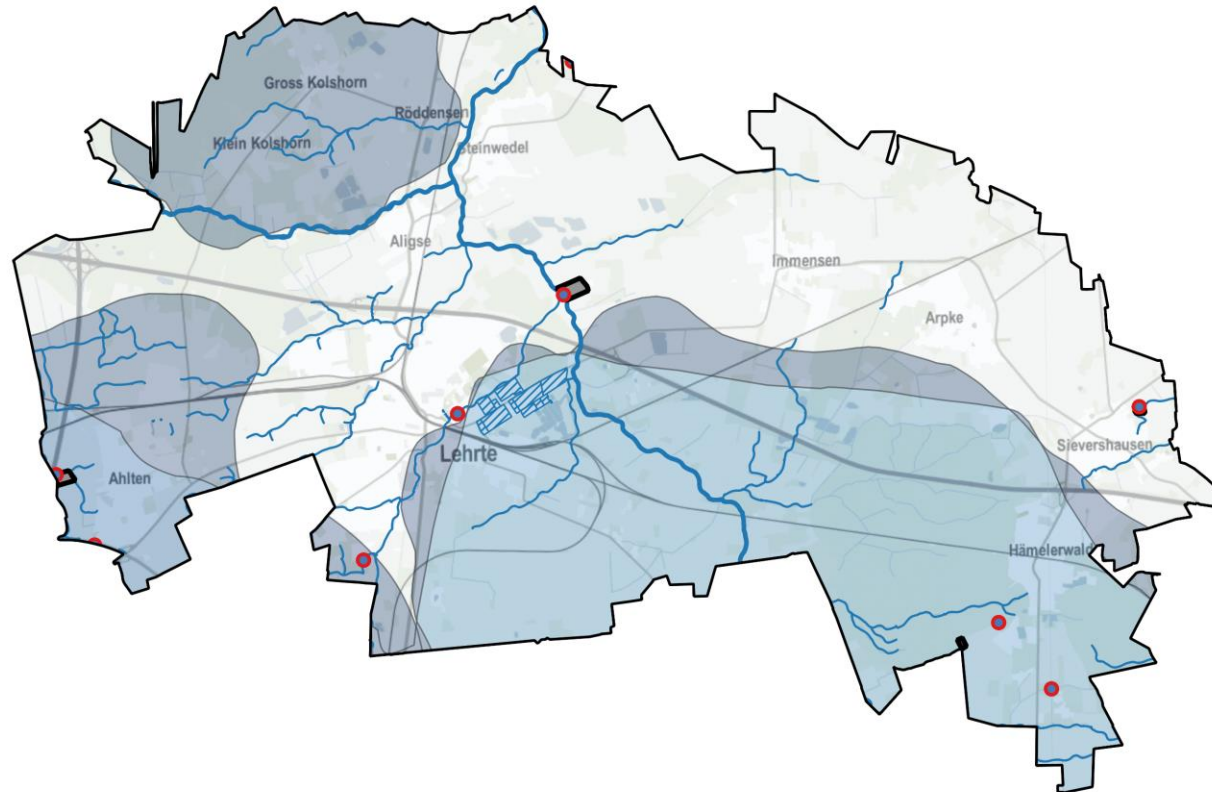 Gross Kolshorn
Röddensen
Klein Kolshorn
Steinwedel
Aligse
Immensen
Arpke
Sievershausen
Lehrte
Ahlten
Hämelerwald